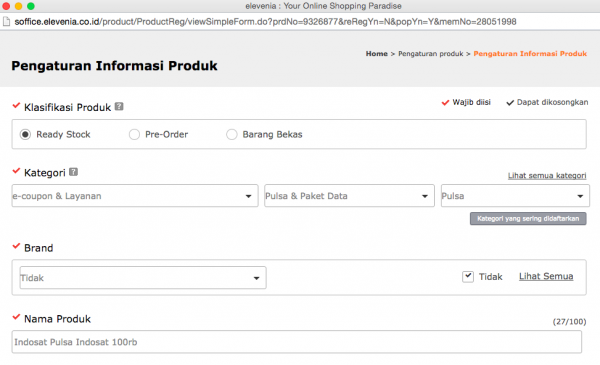 elevenia : Your Online Shopping Paradise
soffice.elevenia.co.id/product/ProductReg/viewSimpleForm.do?prdNo=9326877&reRegYn=N&popYn=Y&memNo=28051998
Home > Pengaturan produk > Pengaturan Informasi Produk
Pengaturan Informasi Produk
Klasifikasi Produk ?
Wajib diisi Dapat dikosongkan
Ready Stock Pre-Order Barang Bekas
Kategori ?
Lihat semua kategori
e-coupon & Layanan Pulsa & Paket Data Pulsa
Kategori yang sering didaftarkan
Brand
Tidak Tidak Lihat Semua
Nama Produk (27/100)
Indosat Pulsa Indosat 100rb